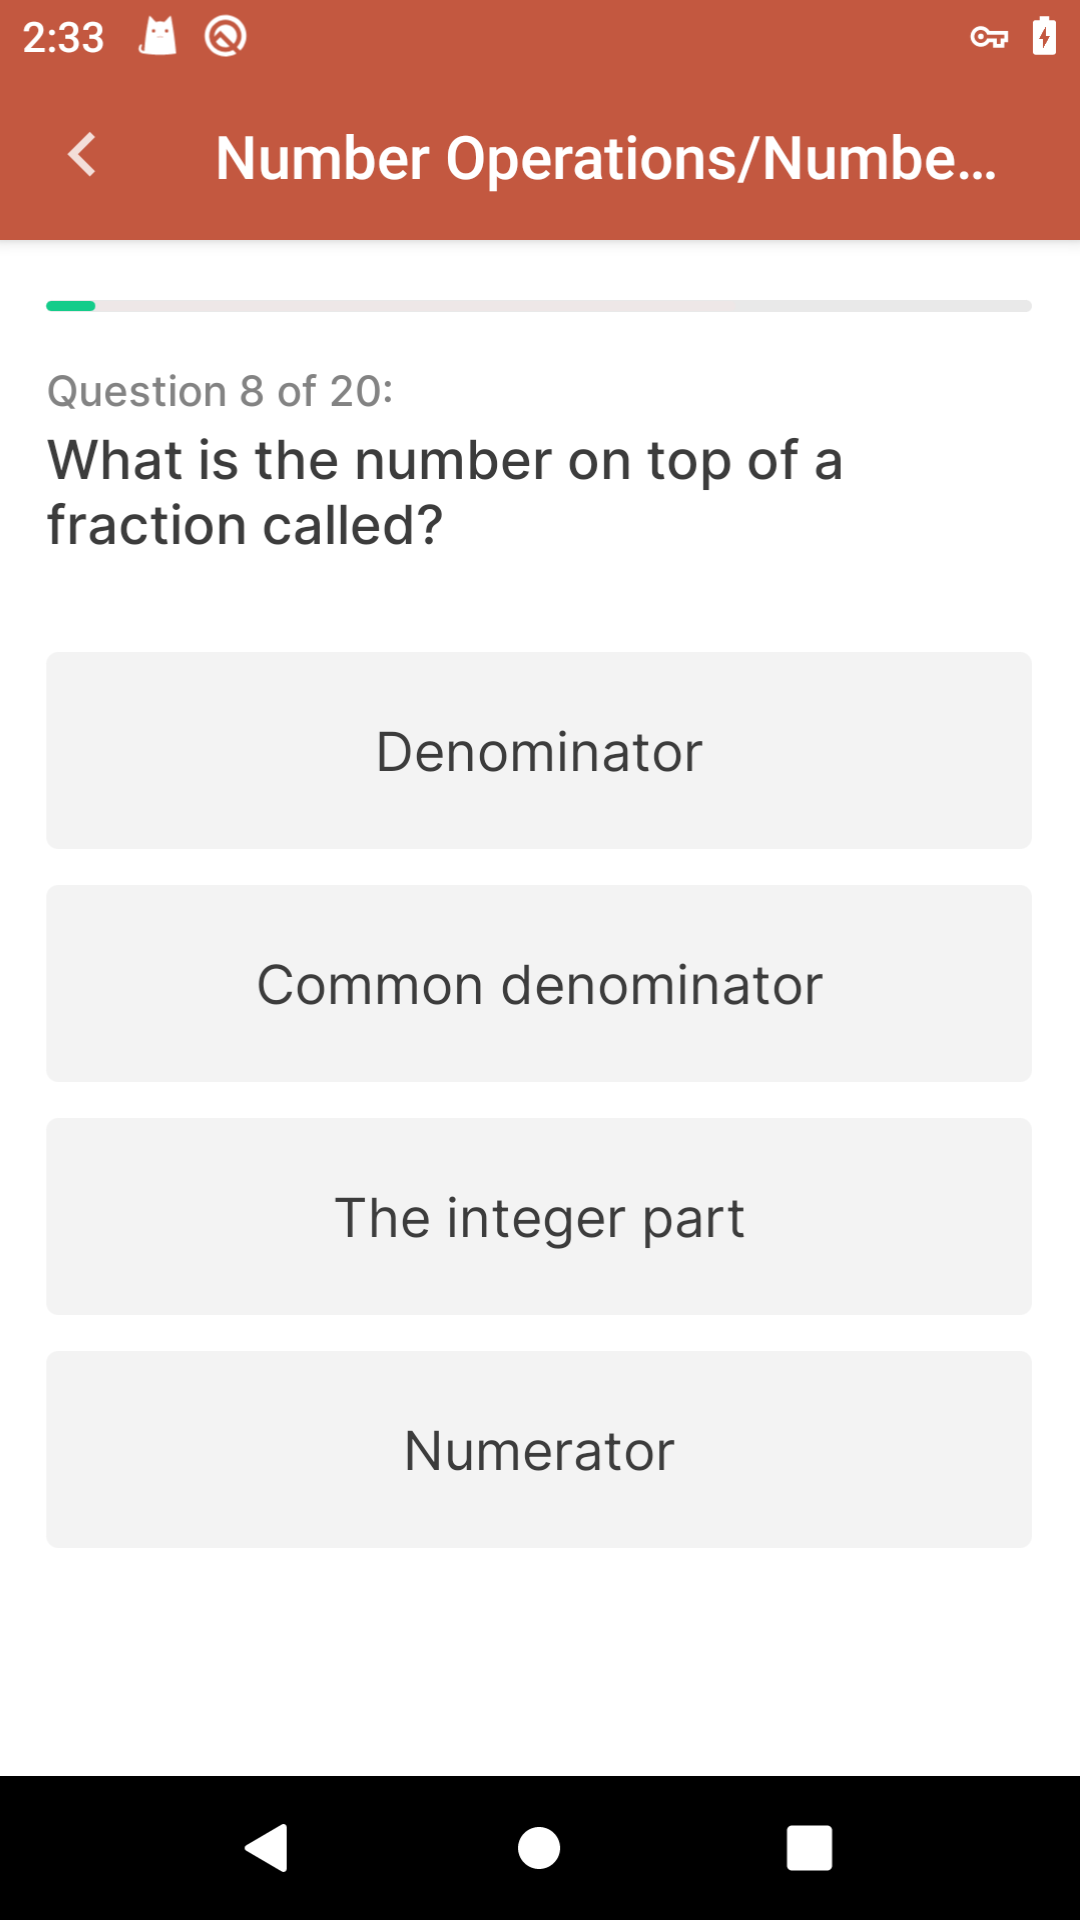 2:33
Number Operations/Numbe...
Question 8 of 20:
What is the number on top of a
fraction called?
Denominator
Common denominator
The integer part
Numerator